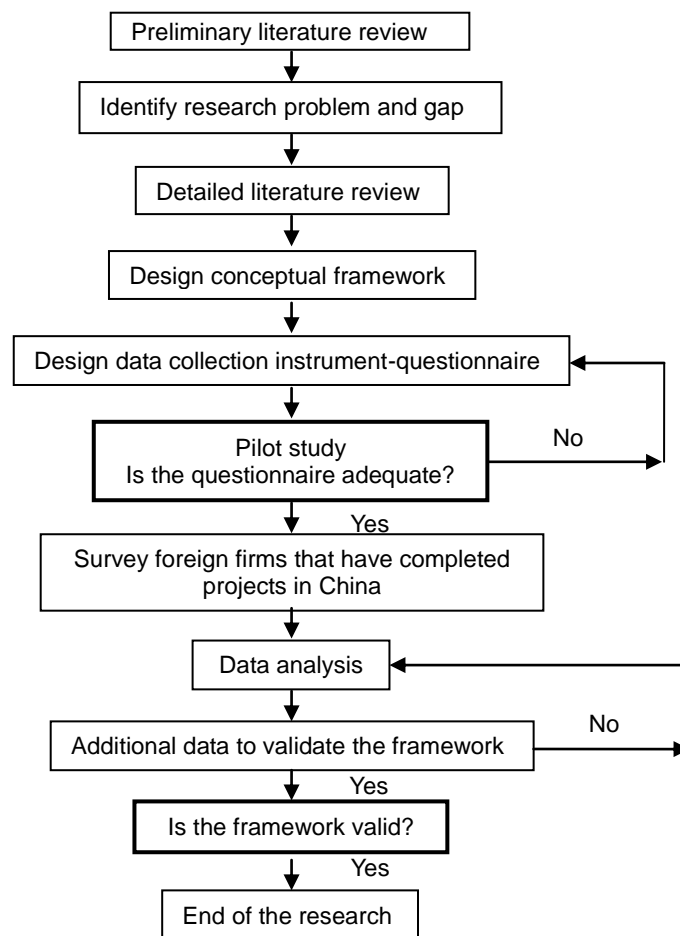 Preliminary literature review
Identify research problem and gap
Detailed literature review
Design conceptual framework
Design data collection instrument-questionnaire
Pilot study
Is the questionnaire adequate?
No
Yes
Survey foreign firms that have completed
projects in China
Data analysis
Additional data to validate the framework
No
Yes
Is the framework valid?
Yes
End of the research